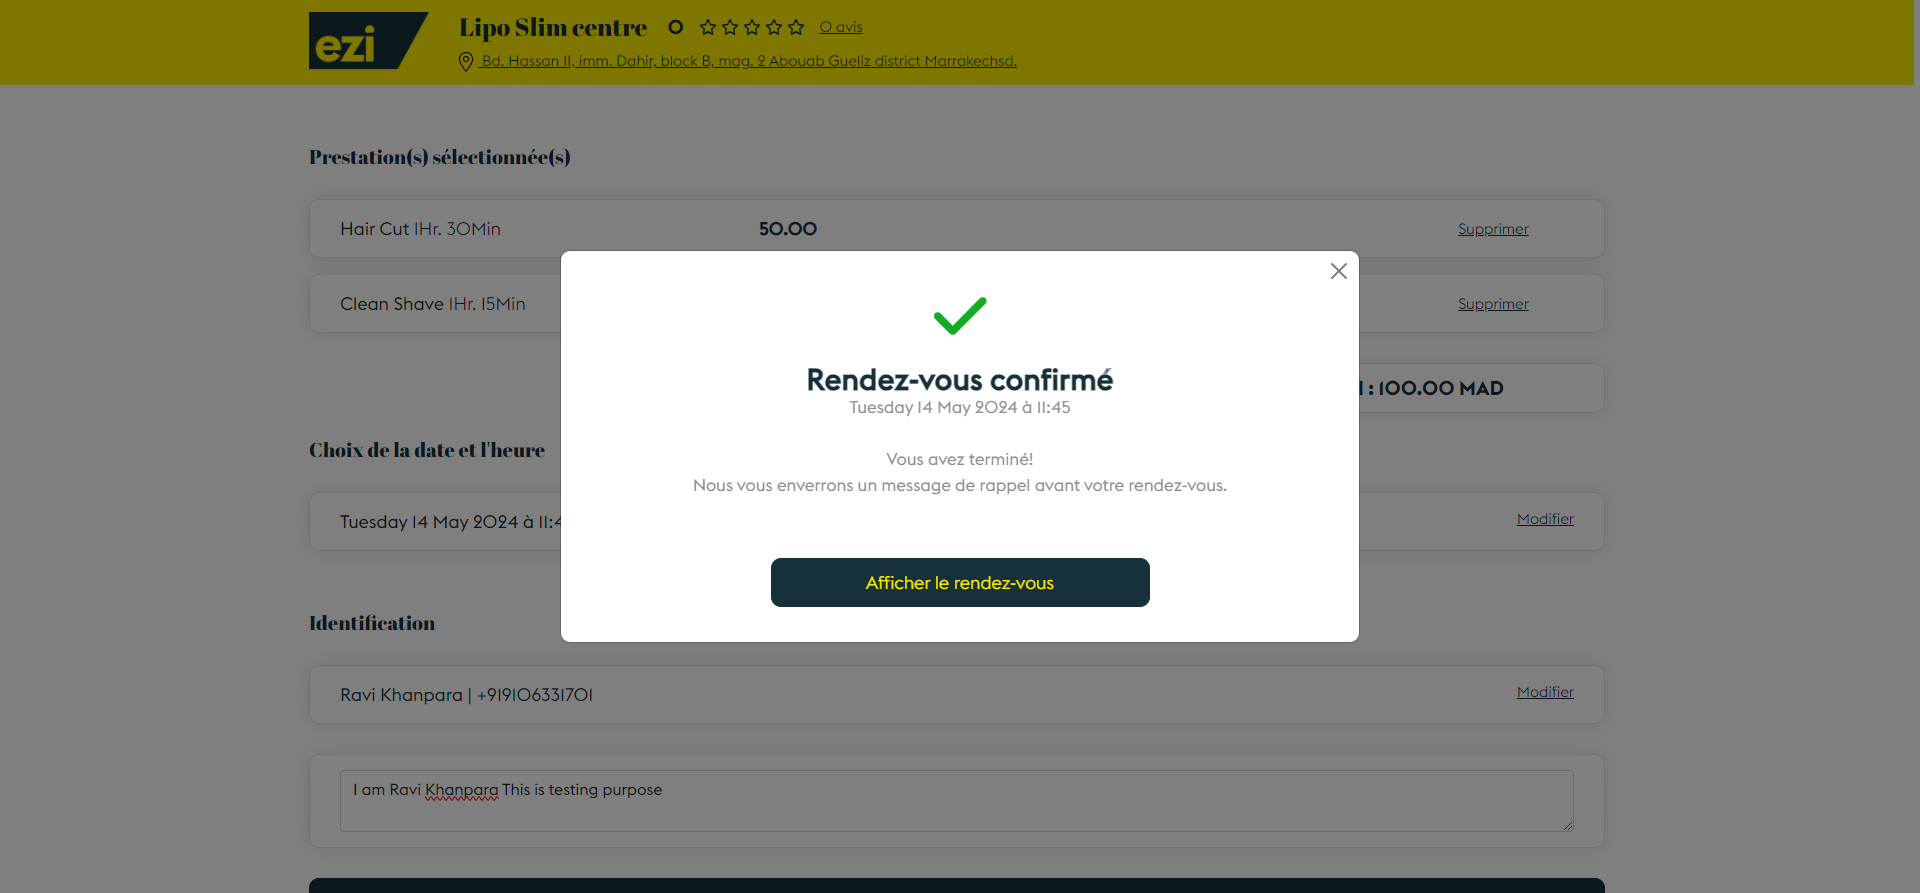 ezi
Lipo Slim centre 0 0 avis
Bd. Hassan II, imm. Dahir, block B, mag. 2 Abouab Gueliz district Marrakechsd.
Prestation(s) sélectionnée(s)
Hair Cut 1Hr. 30Min 50.00 Supprimer
Clean Shave 1Hr. 15Min Supprimer
: 100.00 MAD
Rendez-vous confirmé
Tuesday 14 May 2024 à 11:45
Vous avez terminé!
Nous vous enverrons un message de rappel avant votre rendez-vous.
Afficher le rendez-vous
Choix de la date et l'heure
Tuesday 14 May 2024 à 11:4 Modifier
Identification
Ravi Khanpara | +919106331701 Modifier
I am Ravi Khanpara This is testing purpose